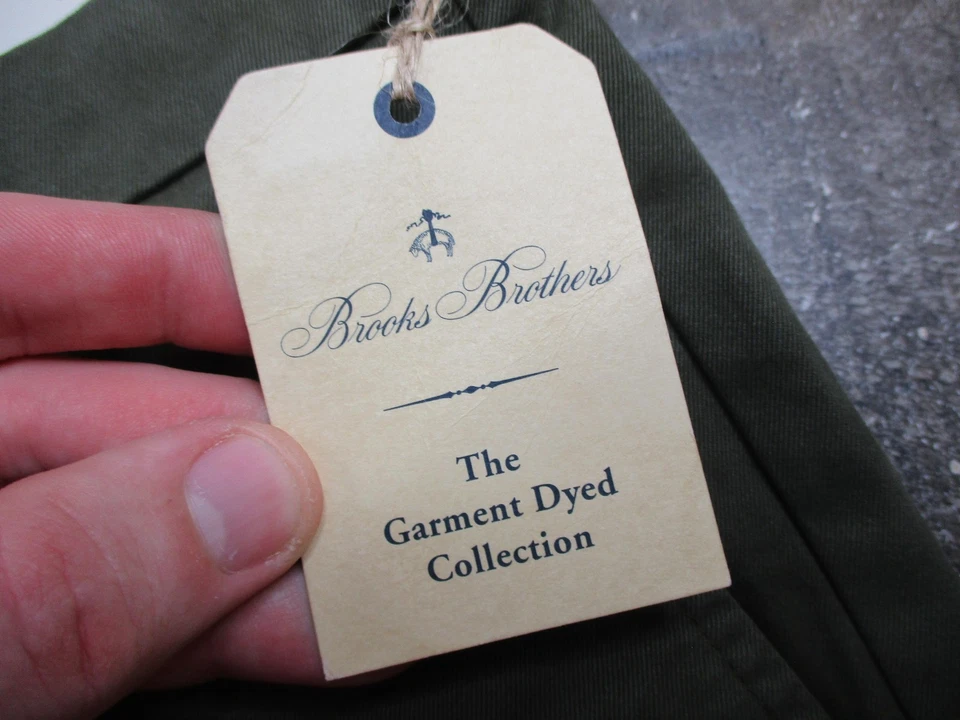 Brooks Brothers
The
Garment Dyed
Collection